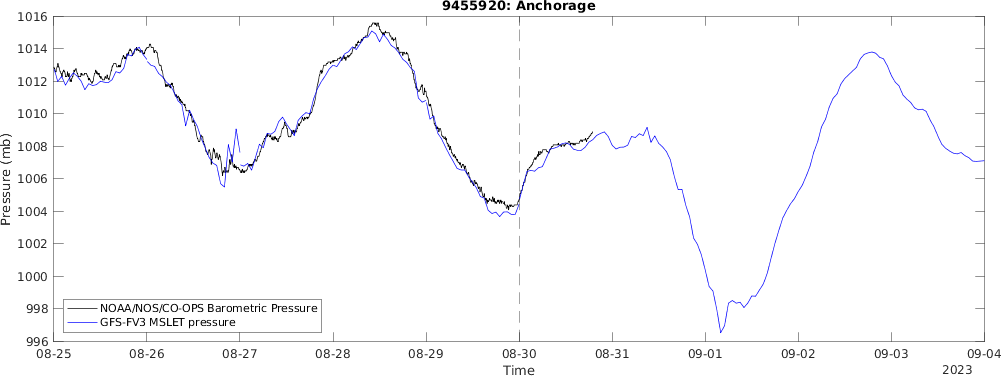 9455920: Anchorage
Pressure (mb)
1016
1014
1012
1010
1008
1006
1004
1002
1000
998
996
NOAA/NOS/CO-OPS Barometric Pressure
GFS-FV3 MSLET pressure
08-25 08-26 08-27 08-28 08-29 08-30 08-31 09-01 09-02 09-03 09-04
Time
2023